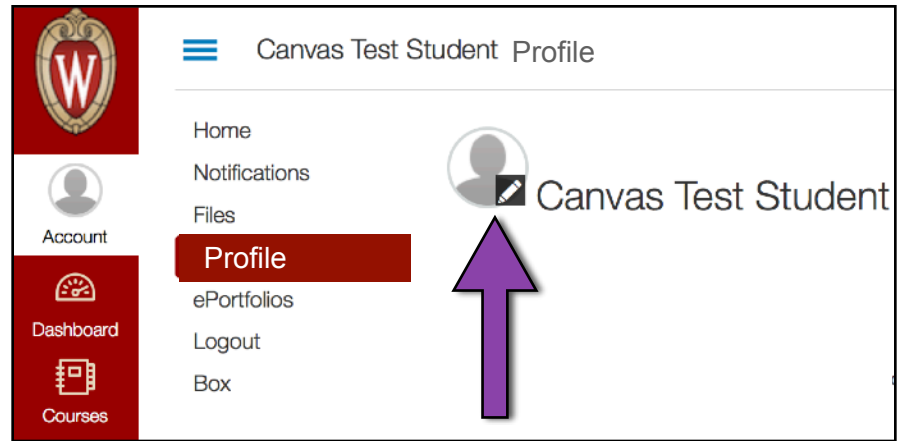 W
Canvas Test Student Profile
Account
Dashboard
Courses
Home
Notifications
Files
Profile
ePortfolios
Logout
Box
Canvas Test Student